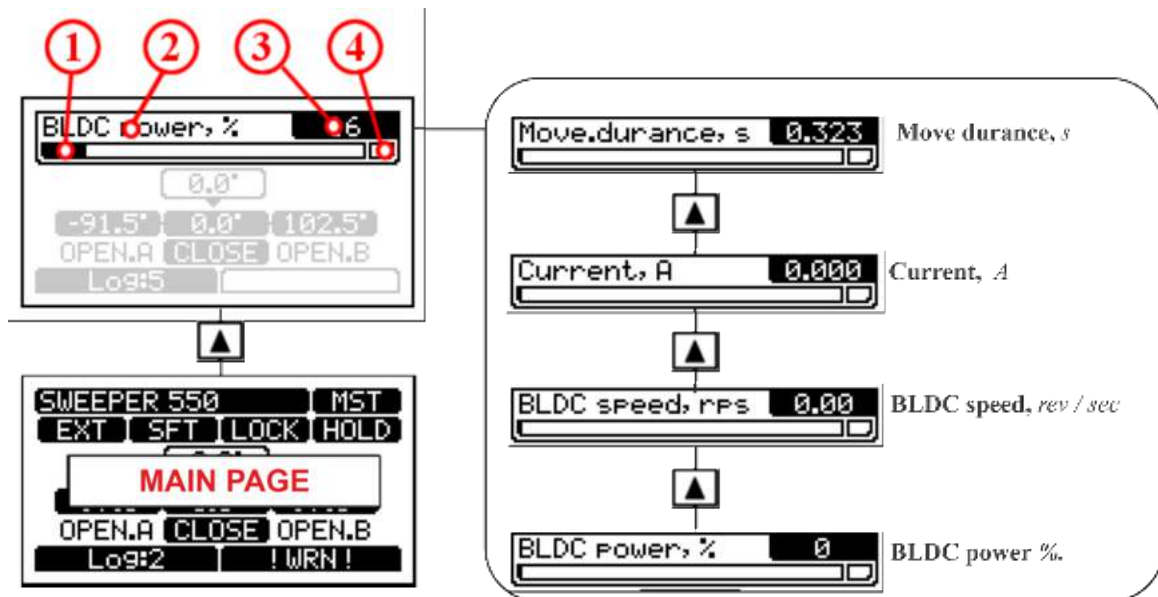 1 2 3 4
BLDC power, %
0.0°
-91.5° 0.0° 102.5°
OPEN.A CLOSE OPEN.B
Log:5
SWEEPER 550 MST
EXT SFT LOCK HOLD
MAIN PAGE
OPEN.A CLOSE OPEN.B
Log:2 !WRN!
Move.durance, s 0.323
Move durance, s
Current, A 0.000
Current, A
BLDC speed, rps 0.00
BLDC speed, rev / sec
BLDC power, % 0
BLDC power %.